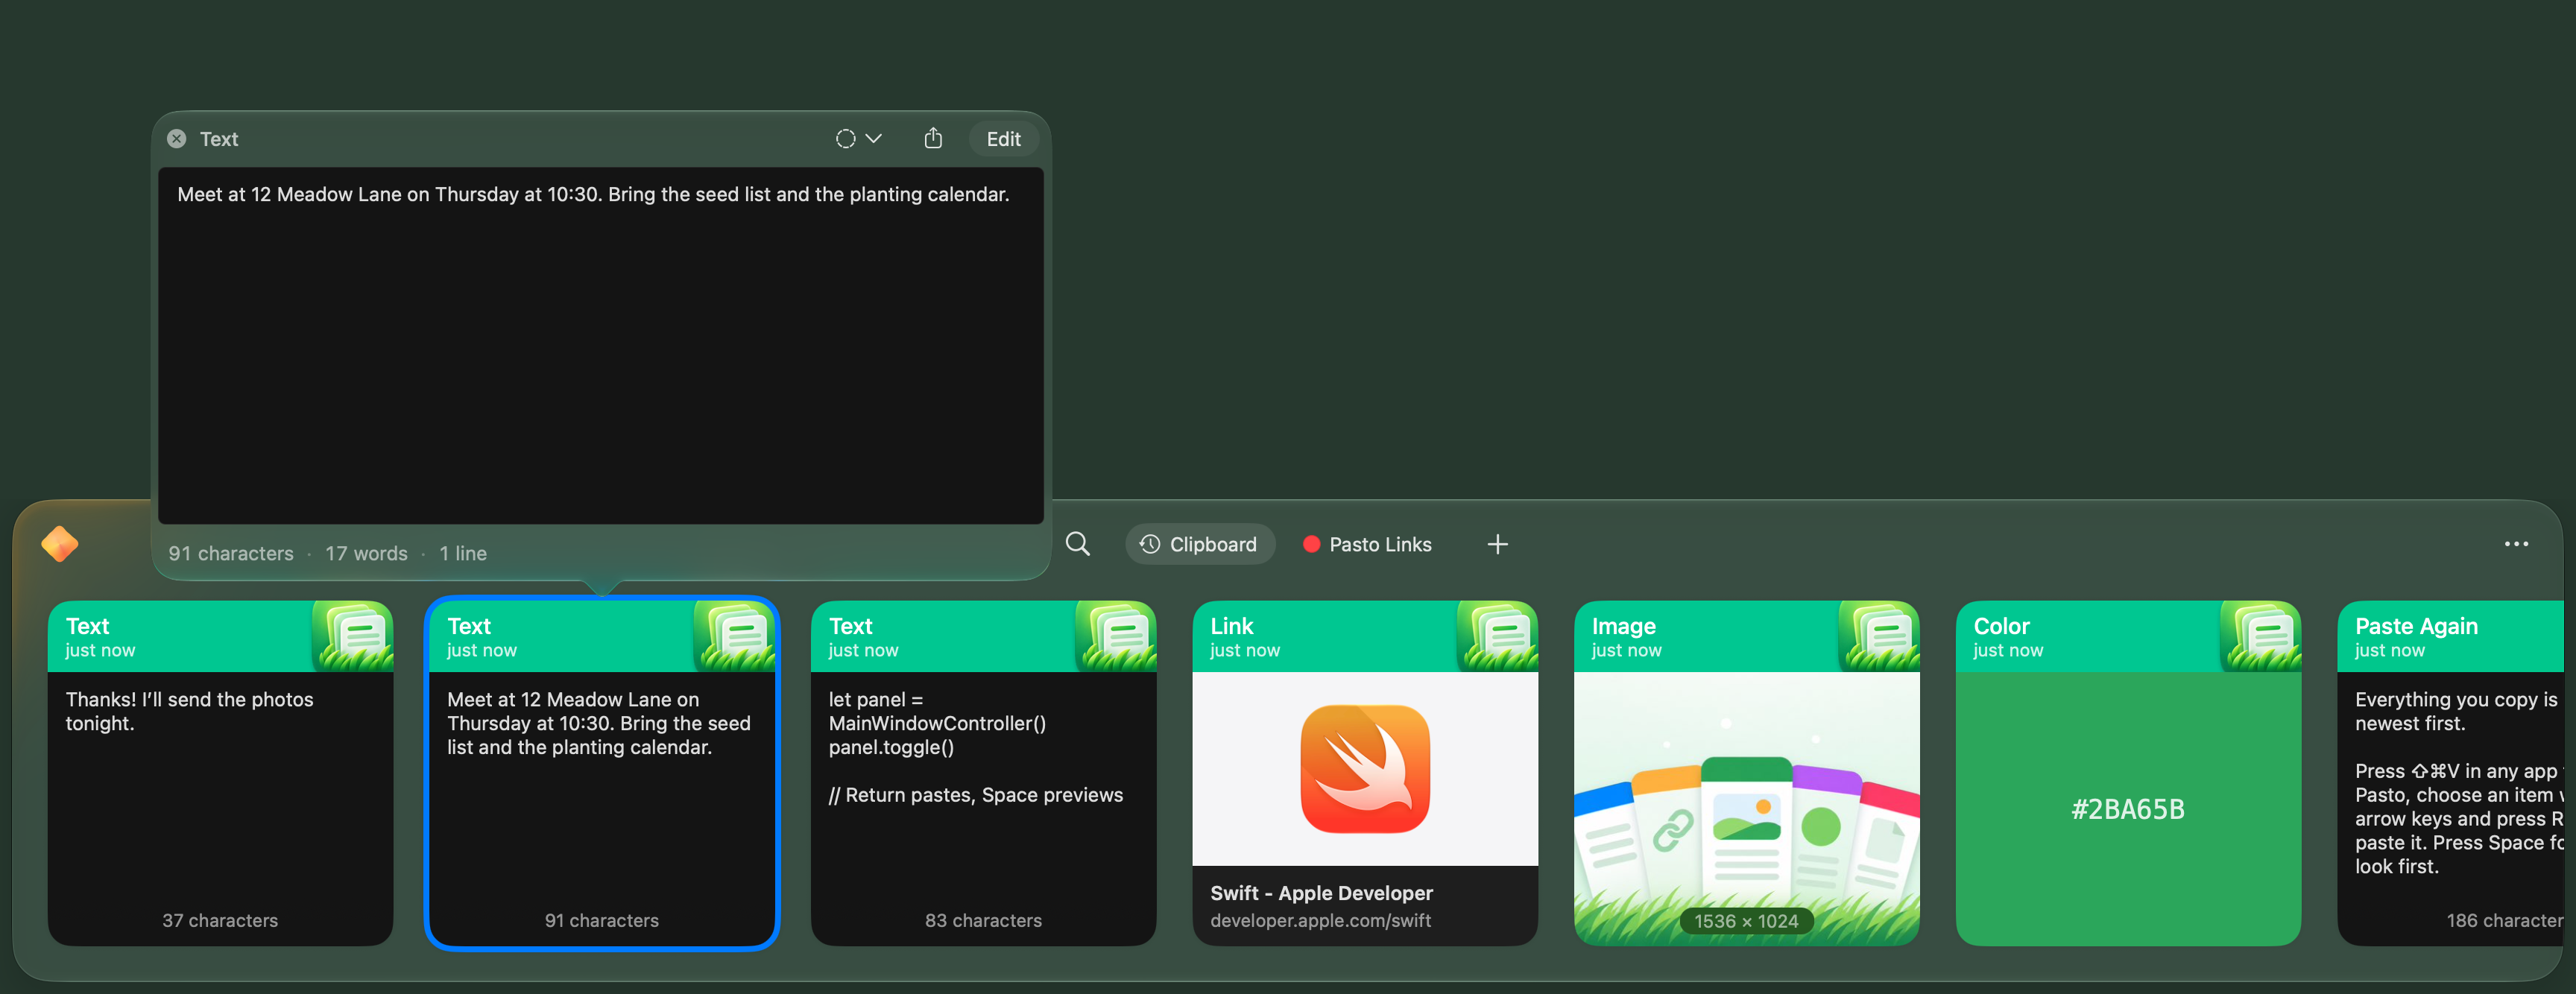 Text
Edit
Meet at 12 Meadow Lane on Thursday at 10:30. Bring the seed list and the planting calendar.
91 characters · 17 words · 1 line
Clipboard
Pasto Links
Text
just now
Thanks! I’ll send the photos
tonight.
37 characters
Text
just now
Meet at 12 Meadow Lane on
Thursday at 10:30. Bring the seed
list and the planting calendar.
91 characters
Text
just now
let panel =
MainWindowController()
panel.toggle()
// Return pastes, Space previews
83 characters
Link
just now
Swift - Apple Developer
developer.apple.com/swift
Image
just now
1536 × 1024
Color
just now
#2BA65B
Paste Again
just now
Everything you copy is
newest first.
Press ⇧⌘V in any app
Pasto, choose an item
arrow keys and press
paste it. Press Space
look first.
186